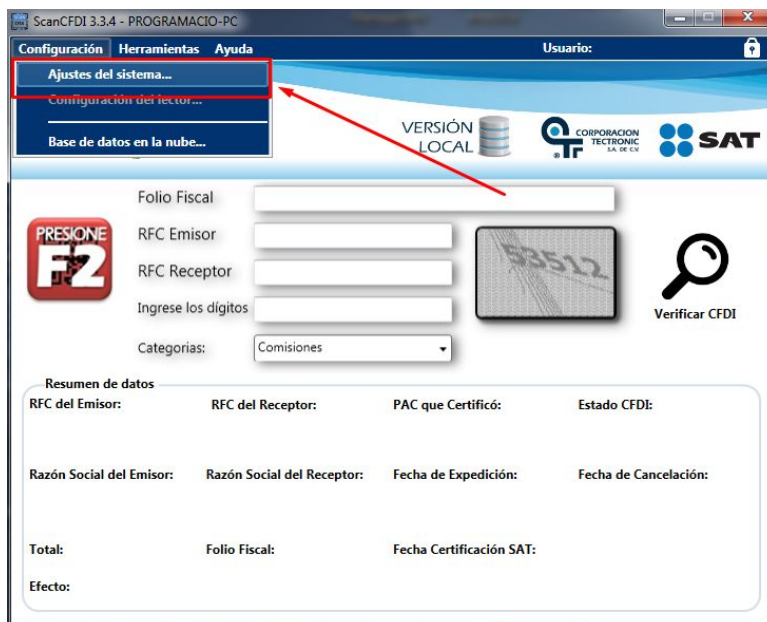 ScanCFDI 3.3.4 - PROGRAMACIO-PC
Configuración Herramientas Ayuda Usuario:
Ajustes del sistema...
Configuración del lector...
Base de datos en la nube...
VERSIÓN
LOCAL
CORPORACION
TECTRONIC
S.A. DE C.V.
SAT
Folio Fiscal
PRESIONE
F2
RFC Emisor
RFC Receptor
53512
Ingrese los dígitos
Verificar CFDI
Categorias: Comisiones
Resumen de datos
RFC del Emisor: RFC del Receptor: PAC que Certificó: Estado CFDI:
Razón Social del Emisor: Razón Social del Receptor: Fecha de Expedición: Fecha de Cancelación:
Total: Folio Fiscal: Fecha Certificación SAT:
Efecto: